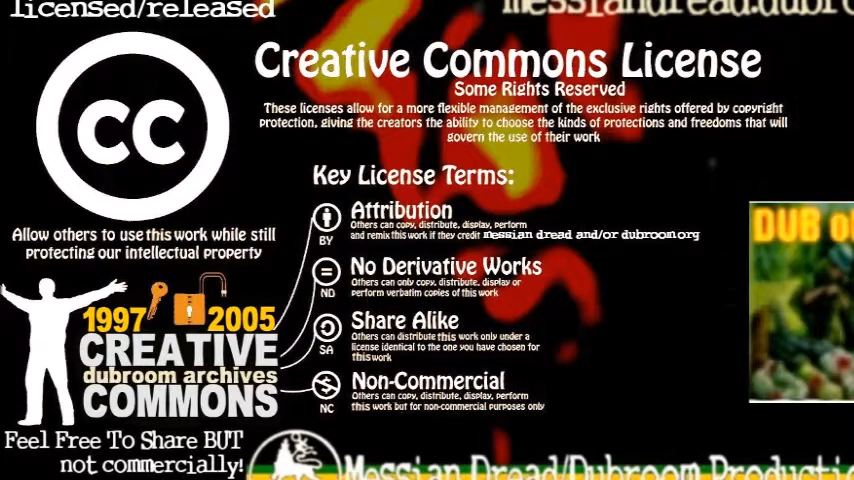 licensed/released
messiandread.dubro
Creative Commons License
Some Rights Reserved
These licenses allow for a more flexible management of the exclusive rights offered by copyright
protection, giving the creators the ability to choose the kinds of protections and freedoms that will
govern the use of their work
cc
Allow others to use this work while still
protecting our intellectual property
Key License Terms:
BY
Attribution
Others can copy, distribute, display, perform
and remix this work if they credit messian dread and/or dubroom.org
ND
No Derivative Works
Others can only copy, distribute, display or
perform verbatim copies of this work
SA
Share Alike
Others can distribute this work only under a
license identical to the one you have chosen for
this work
NC
Non-Commercial
Others can copy, distribute, display, perform
this work but for non-commercial purposes only
DUB of
1997 2005
CREATIVE
dubroom archives
COMMONS
Feel Free To Share BUT
not commercially!
Messian Dread/Dubroom Producti